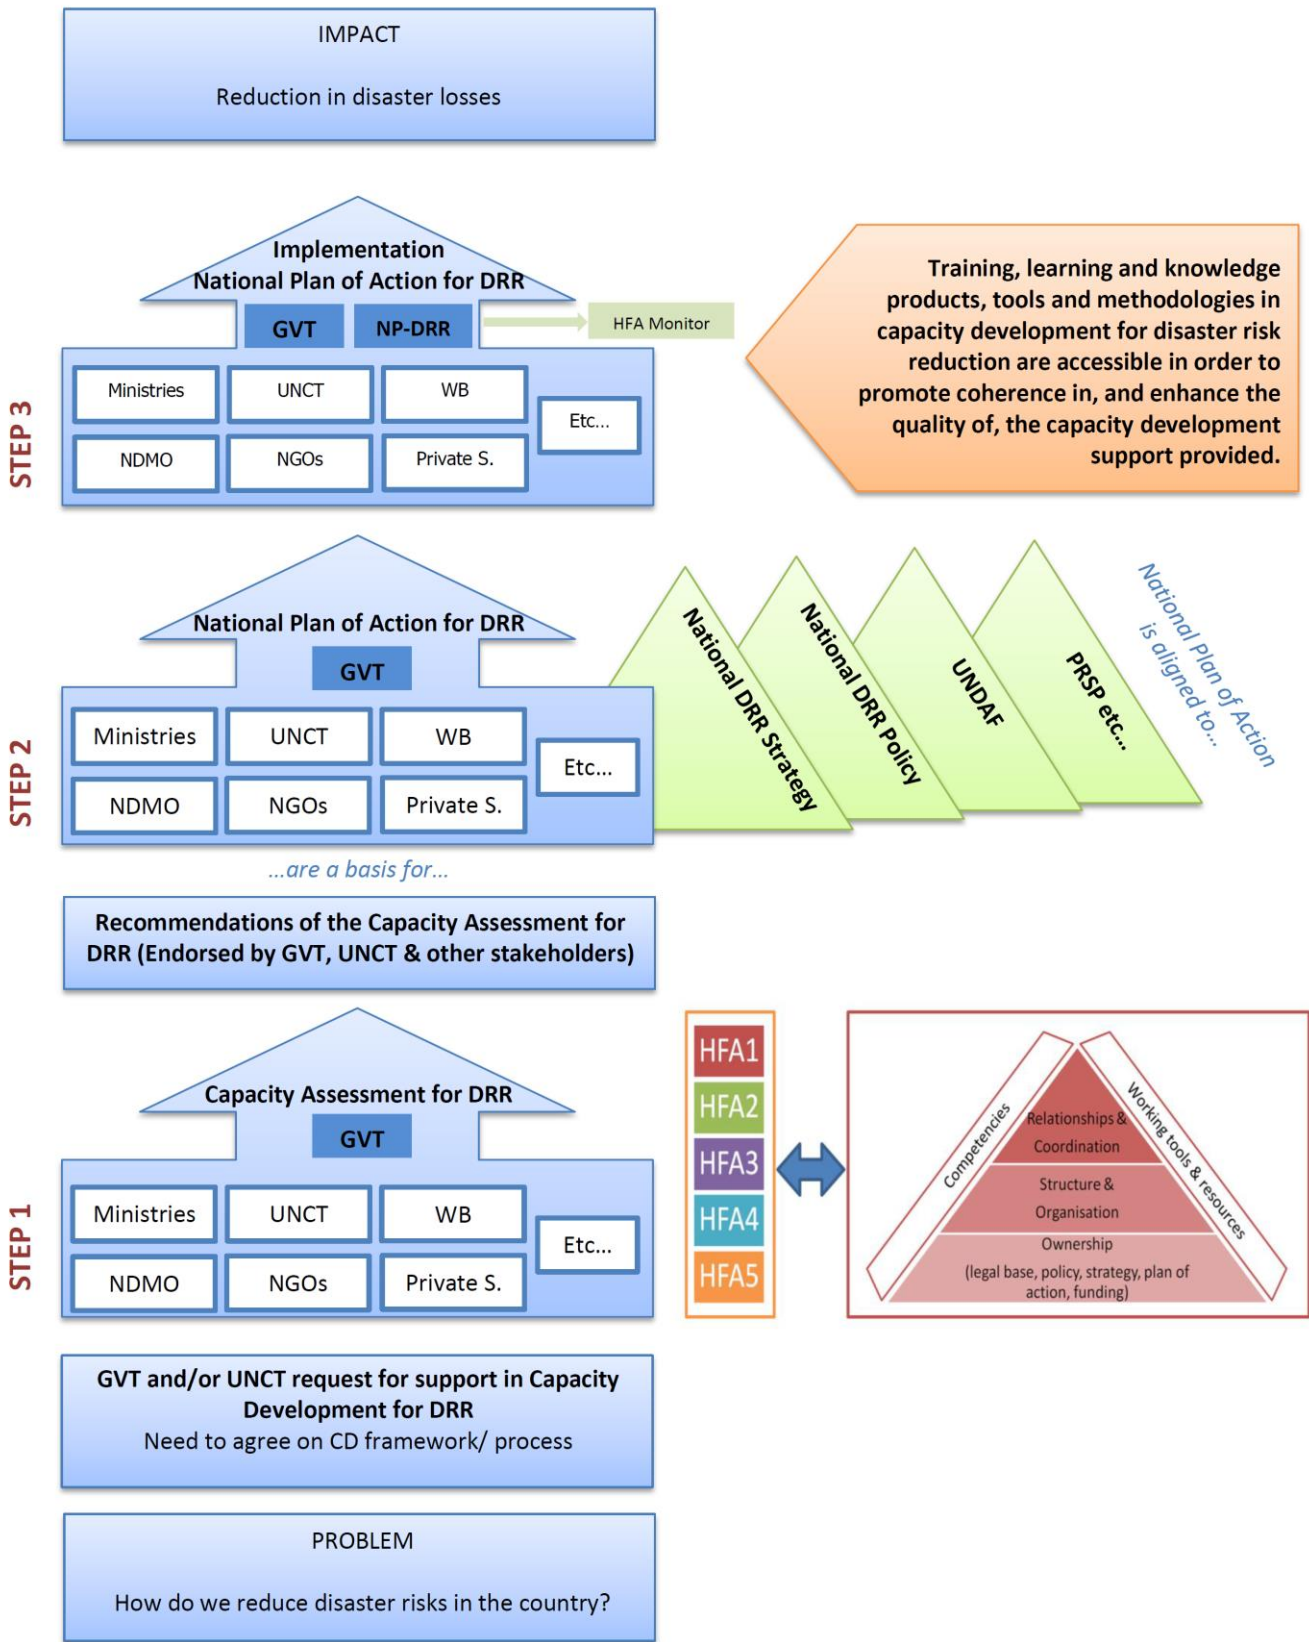 IMPACT
Reduction in disaster losses
Implementation
National Plan of Action for DRR
GVT
NP-DRR
HFA Monitor
Ministries
UNCT
WB
Etc...
NDMO
NGOs
Private S.
STEP 3
Training, learning and knowledge
products, tools and methodologies in
capacity development for disaster risk
reduction are accessible in order to
promote coherence in, and enhance the
quality of, the capacity development
support provided.
National Plan of Action for DRR
GVT
Ministries
UNCT
WB
Etc...
NDMO
NGOs
Private S.
STEP 2
National DRR Strategy
National DRR Policy
UNDAF
PRSP etc...
National Plan of Action
is aligned to...
...are a basis for...
Recommendations of the Capacity Assessment for
DRR (Endorsed by GVT, UNCT & other stakeholders)
Capacity Assessment for DRR
GVT
Ministries
UNCT
WB
Etc...
NDMO
NGOs
Private S.
STEP 1
HFA1
HFA2
HFA3
HFA4
HFA5
Competencies
Working tools & resources
Relationships &
Coordination
Structure &
Organisation
Ownership
(legal base, policy, strategy, plan of
action, funding)
GVT and/or UNCT request for support in Capacity
Development for DRR
Need to agree on CD framework/ process
PROBLEM
How do we reduce disaster risks in the country?